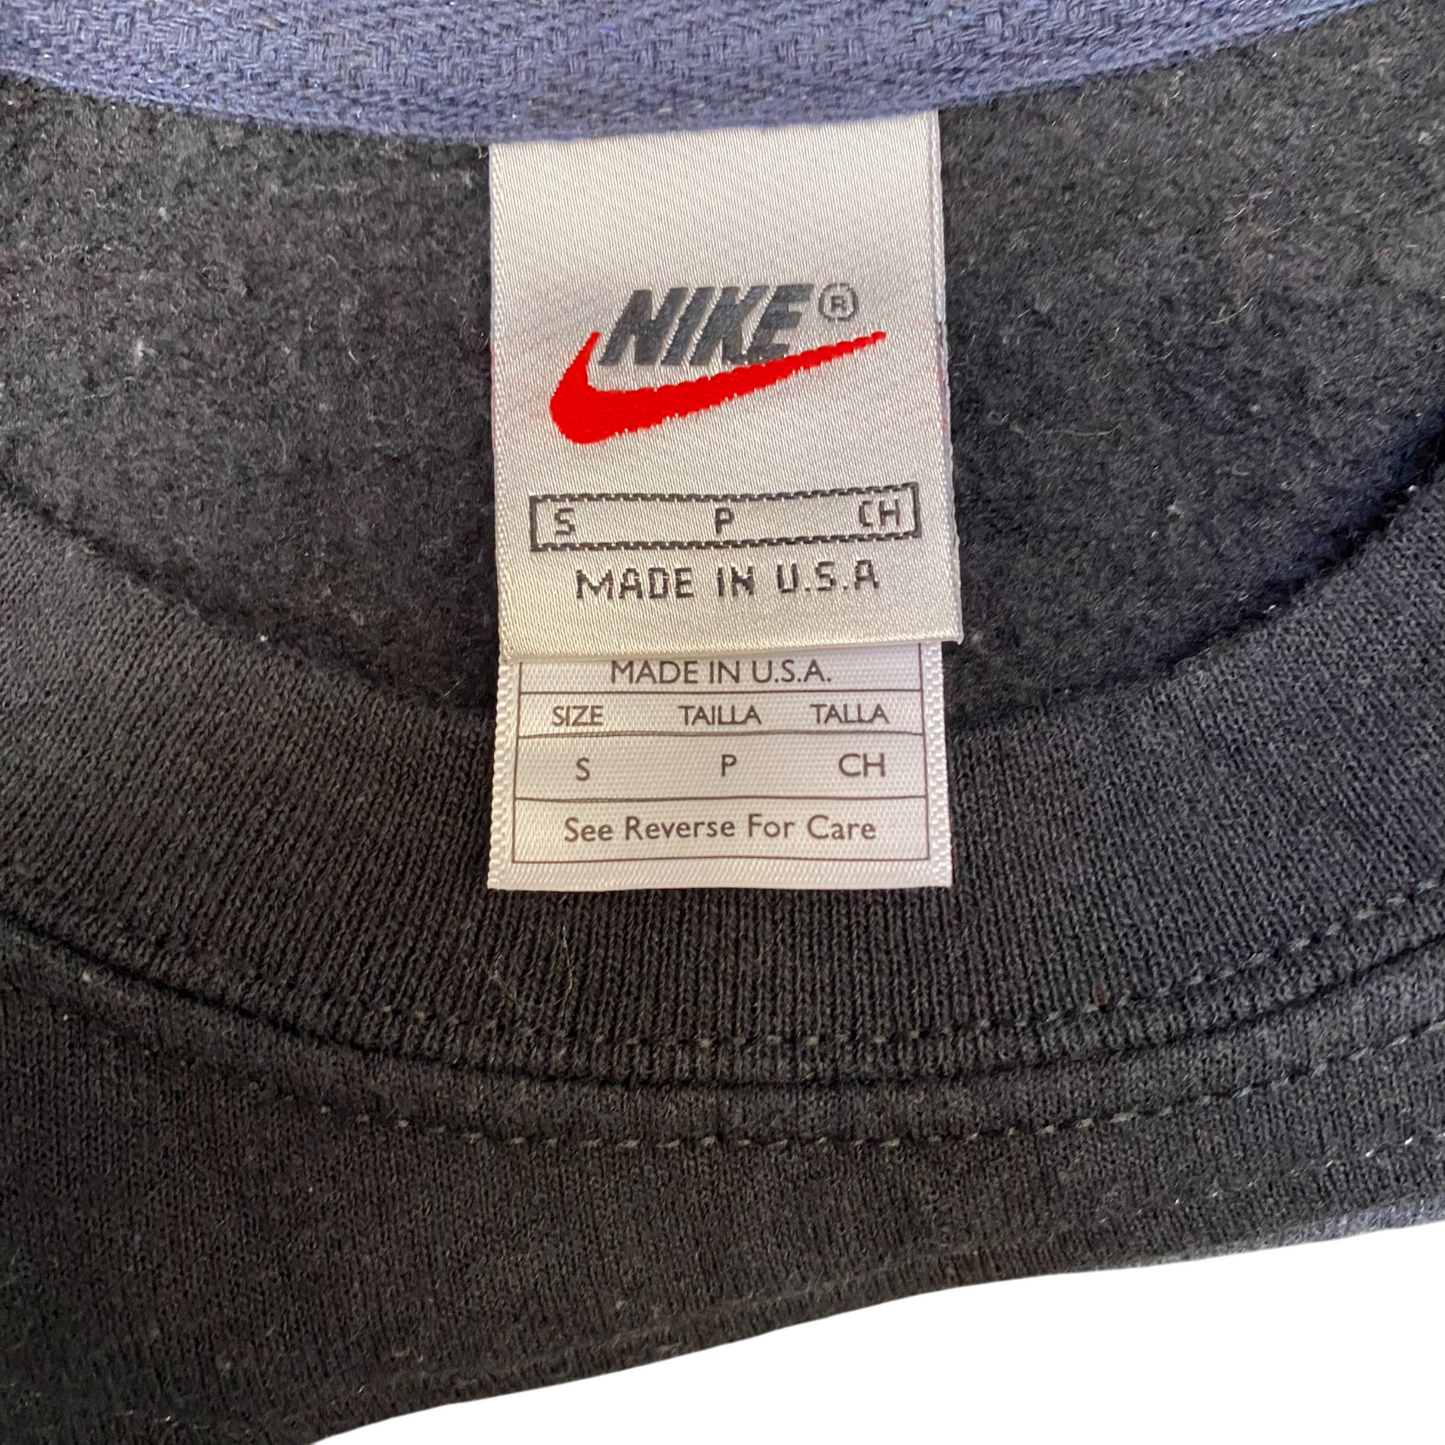 NIKE®
S P CH
MADE IN U.S.A
MADE IN U.S.A.
SIZE TAILLA TALLA
S P CH
See Reverse For Care